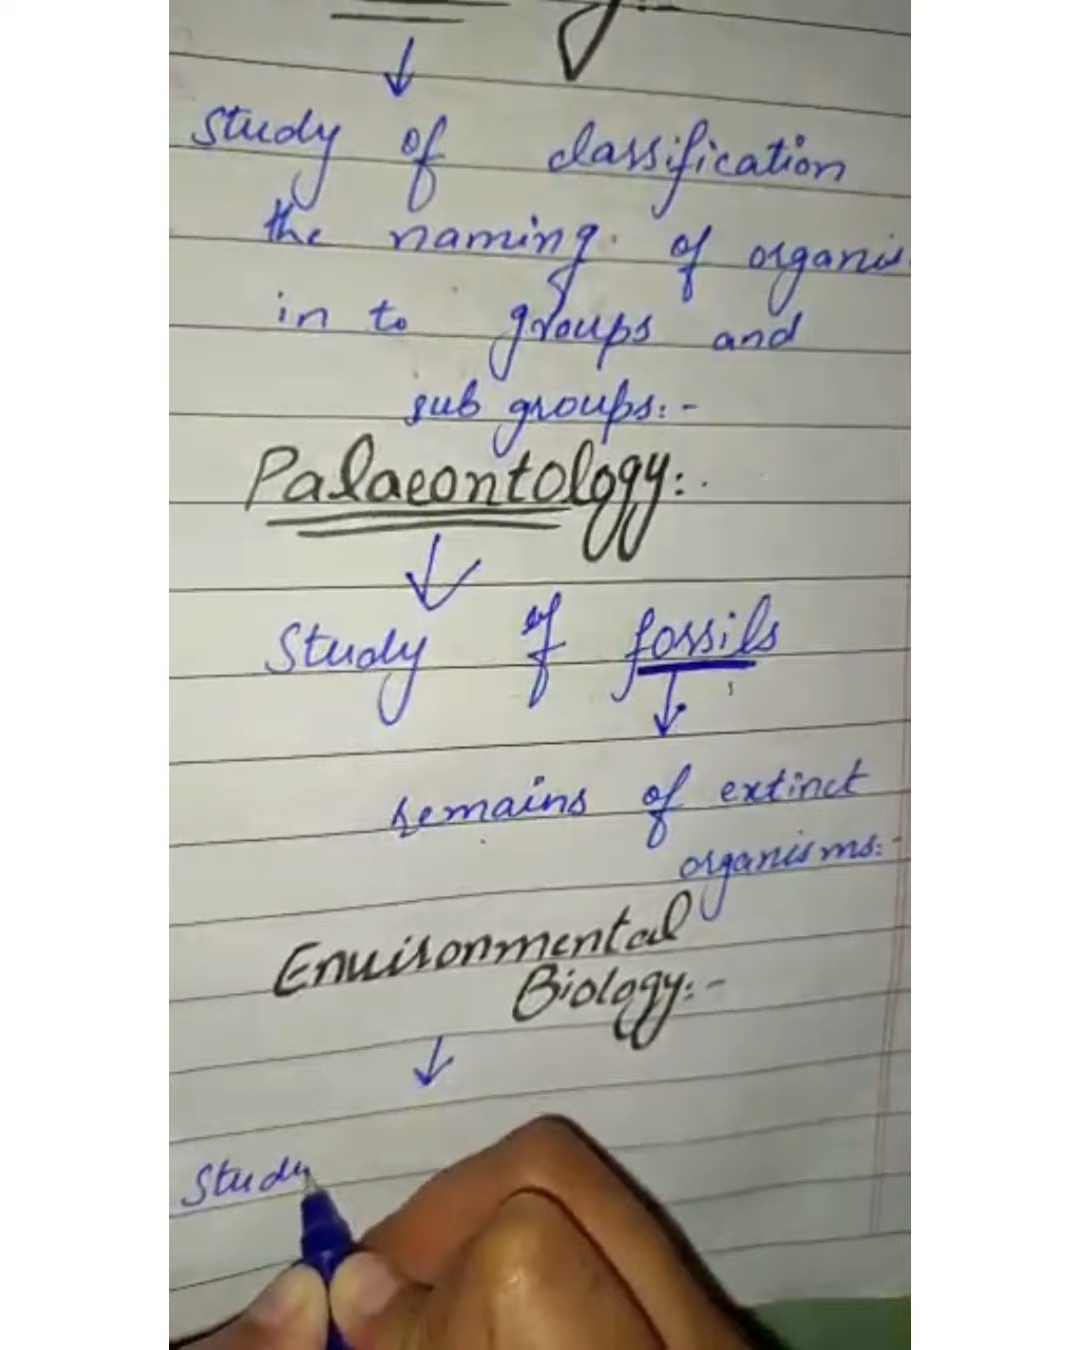 Study of classification
the naming of organis
in to groups and
sub groups:-
Palaeontology:-
Study of fossils
remains of extinct
organisms:-
Environmental
Biology:-
Study